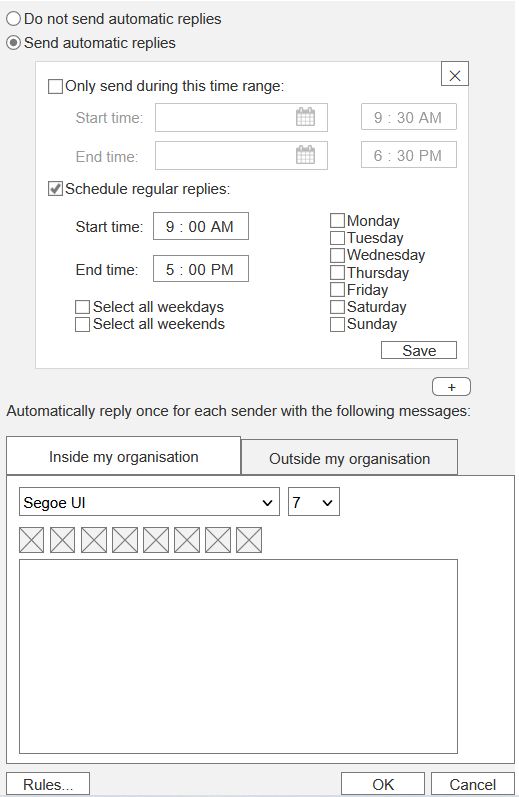 Do not send automatic replies
Send automatic replies
Only send during this time range:
Start time:
9 : 30 AM
End time:
6 : 30 PM
Schedule regular replies:
Start time:
9 : 00 AM
End time:
5 : 00 PM
Select all weekdays
Select all weekends
Monday
Tuesday
Wednesday
Thursday
Friday
Saturday
Sunday
Save
+
Automatically reply once for each sender with the following messages:
Inside my organisation
Outside my organisation
Segoe UI
7
Rules...
OK
Cancel